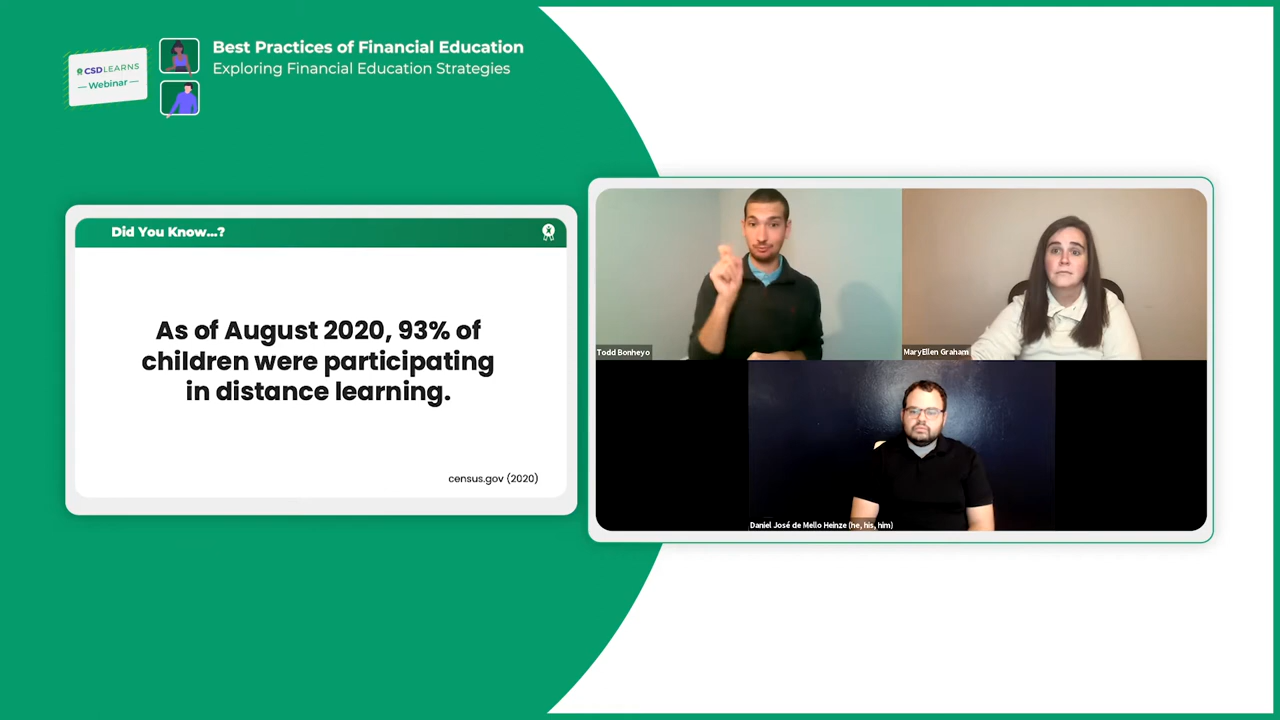 CSDLEARNS
— Webinar —
Best Practices of Financial Education
Exploring Financial Education Strategies
Did You Know...?
As of August 2020, 93% of
children were participating
in distance learning.
census.gov (2020)
Todd Bonheyo
MaryEllen Graham
Daniel José de Mello Heinze (he, his, him)